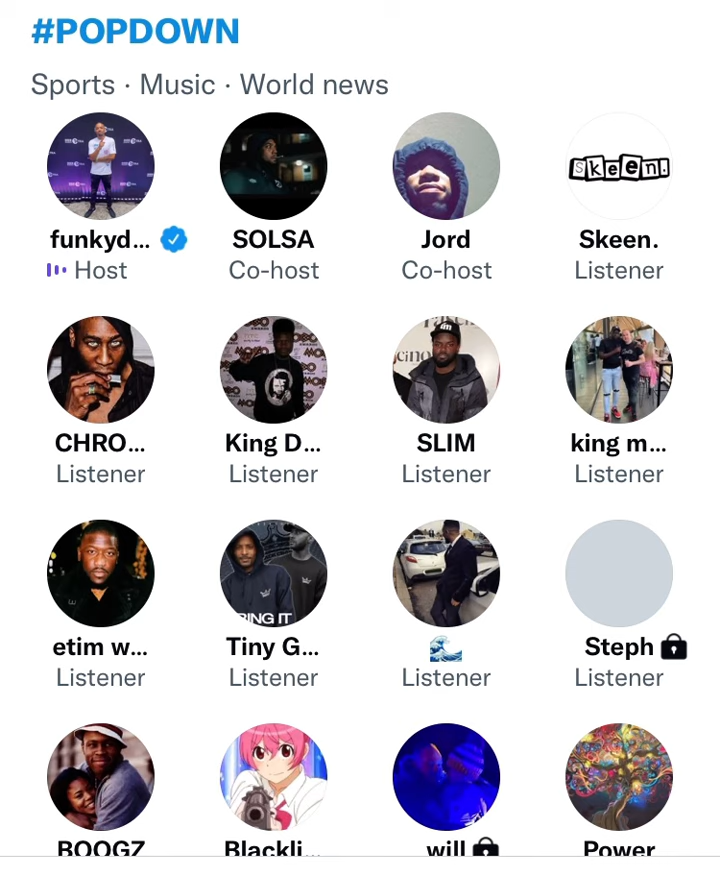 #POPDOWN
Sports · Music · World news
funkyd... SOLSA Jord Skeen.
Host Co-host Co-host Listener
CHRO... King D... SLIM king m...
Listener Listener Listener Listener
etim w... Tiny G... 🌊 Steph
Listener Listener Listener Listener
BOOGZ Blackli... will Power
skeen.